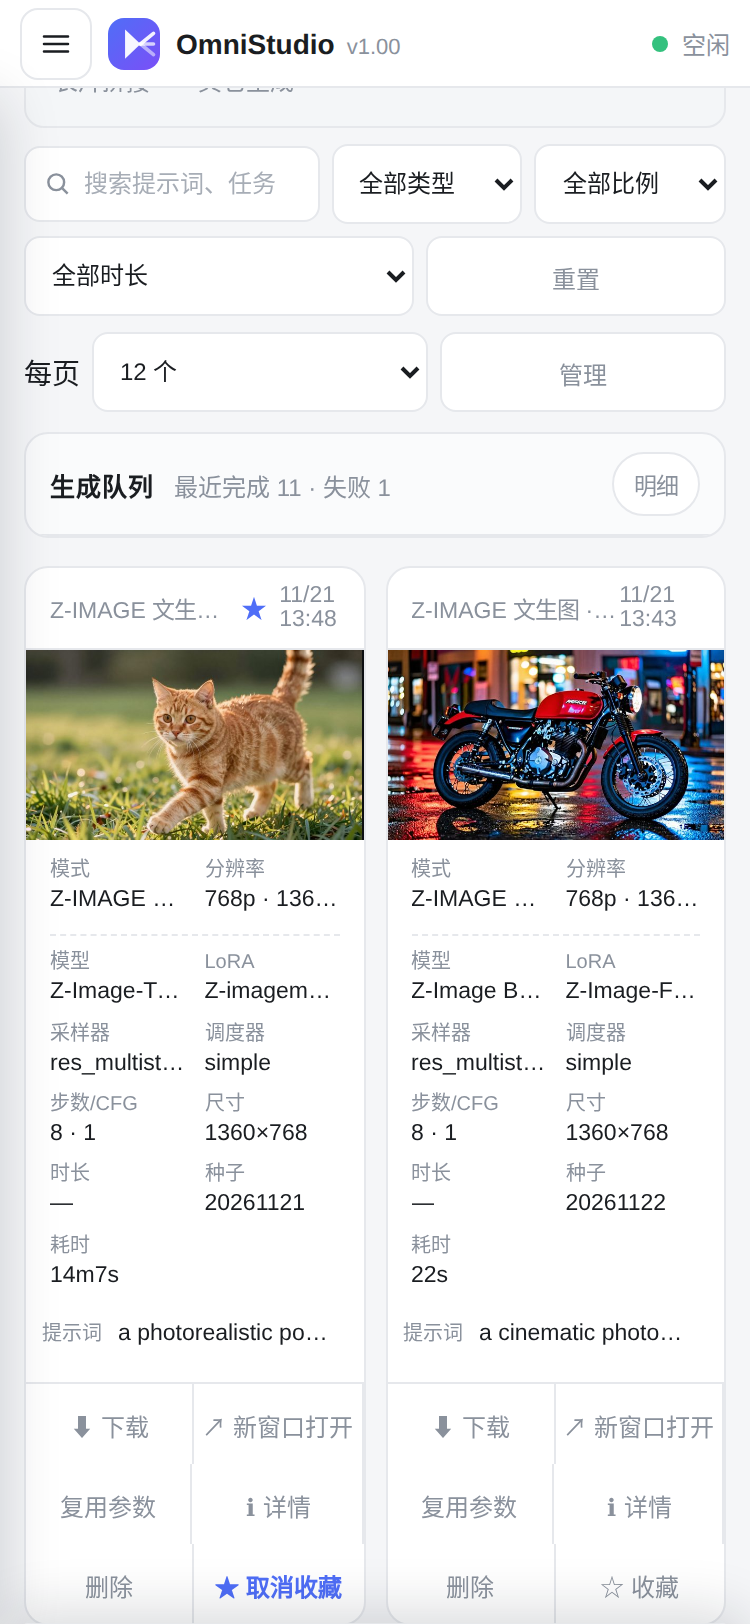 OmniStudio v1.00
空闲
搜索提示词、任务
全部类型
全部比例
全部时长
重置
每页
12 个
管理
生成队列 最近完成 11 · 失败 1
明细
Z-IMAGE 文生…
★
11/21
13:48
模式
Z-IMAGE …
分辨率
768p · 136…
模型
Z-Image-T…
LoRA
Z-imagem…
采样器
res_multist…
调度器
simple
步数/CFG
8 · 1
尺寸
1360×768
时长
—
种子
20261121
耗时
14m7s
提示词 a photorealistic po…
⬇ 下载
↗ 新窗口打开
复用参数
ℹ 详情
删除
★ 取消收藏
Z-IMAGE 文生图 ·…
11/21
13:43
模式
Z-IMAGE …
分辨率
768p · 136…
模型
Z-Image B…
LoRA
Z-Image-F…
采样器
res_multist…
调度器
simple
步数/CFG
8 · 1
尺寸
1360×768
时长
—
种子
20261122
耗时
22s
提示词 a cinematic photo…
⬇ 下载
↗ 新窗口打开
复用参数
ℹ 详情
删除
☆ 收藏